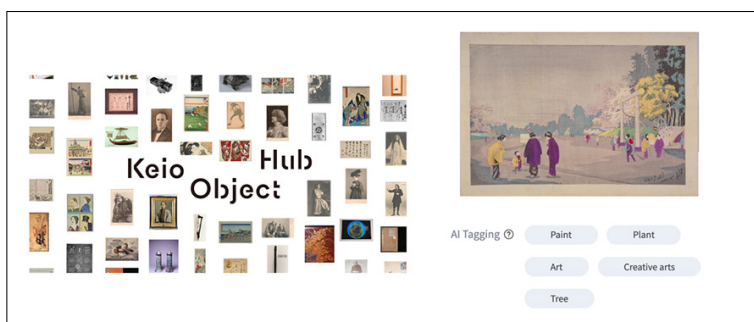 Keio
Object
Hub
AI Tagging
Paint
Plant
Art
Creative arts
Tree